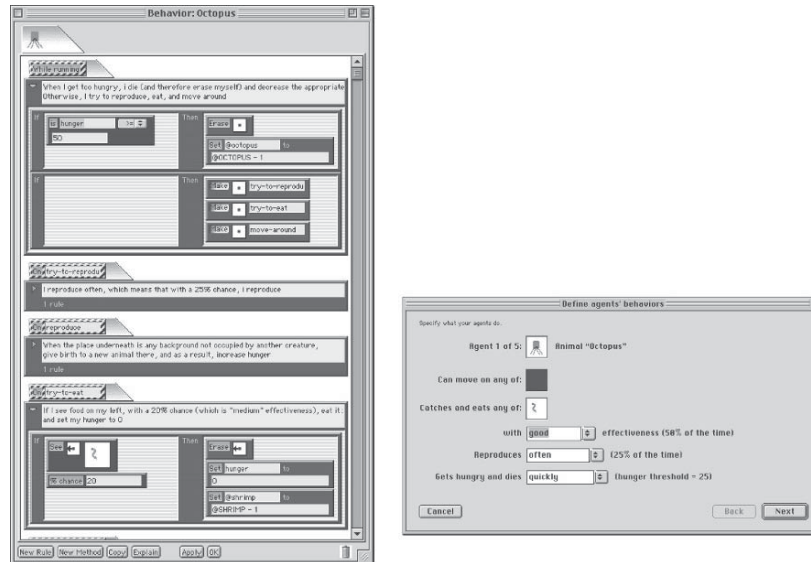 Behavior: Octopus
while running
When I get too hungry, i die (and therefore erase myself) and decrease the appropriate
Otherwise, I try to reproduce, eat, and move around
If
is hunger >=
50
Then
Erase
Set @octopus to
@OCTOPUS - 1
If
Then
Make try-to-reprodu
Make try-to-eat
Make move-around
On try-to-reprodu
I reproduce often, which means that with a 25% chance, i reproduce
1 rule
On reproduce
When the place underneath is any background not occupied by another creature,
give birth to a new animal there, and as a result, increase hunger
1 rule
On try-to-eat
If I see food on my left, with a 20% chance (which is "medium" effectiveness), eat it
and set my hunger to 0
If
See
% chance 20
Then
Erase
Set hunger to
0
Set @shrimp to
@SHRIMP - 1
New Rule New Method Copy Explain Apply OK
Define agents' behaviors
Specify what your agents do.
Agent 1 of 5: Animal "Octopus"
Can move on any of:
Catches and eats any of:
with good effectiveness (50% of the time)
Reproduces often (25% of the time)
Gets hungry and dies quickly (hunger threshold = 25)
Cancel Back Next